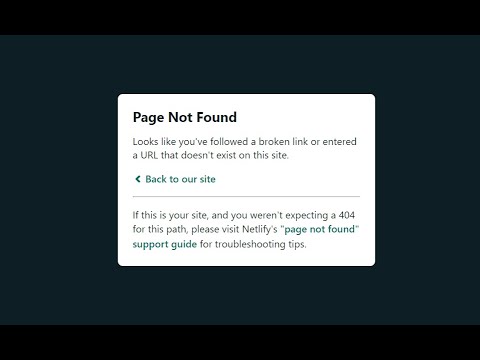 Page Not Found
Looks like you've followed a broken link or entered
a URL that doesn't exist on this site.
Back to our site
If this is your site, and you weren't expecting a 404
for this path, please visit Netlify's "page not found"
support guide for troubleshooting tips.